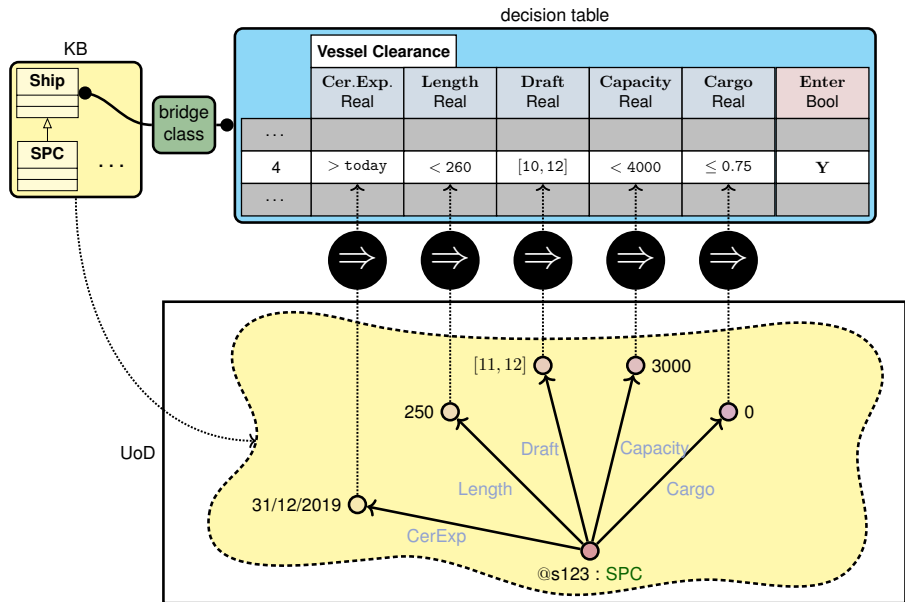 decision table
KB
Vessel Clearance
Ship
Cer.Exp. Length Draft Capacity Cargo Enter
Real Real Real Real Real Bool
bridge
class
...
SPC ...
4 > today < 260 [10, 12] < 4000 ≤ 0.75 Y
...
⇒ ⇒ ⇒ ⇒ ⇒
[11, 12] 3000
250 0
Draft Capacity
UoD
Length Cargo
31/12/2019
CerExp
@s123 : SPC